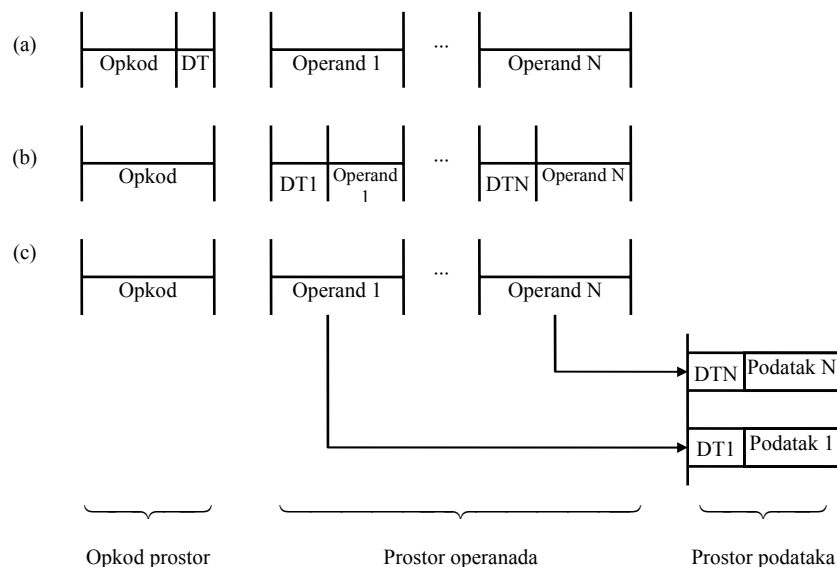 (a)
Opkod DT Operand 1 ... Operand N
(b)
Opkod DT1 Operand 1 ... DTN Operand N
(c)
Opkod Operand 1 ... Operand N
DTN Podatak N
DT1 Podatak 1
Opkod prostor Prostor operanada Prostor podataka